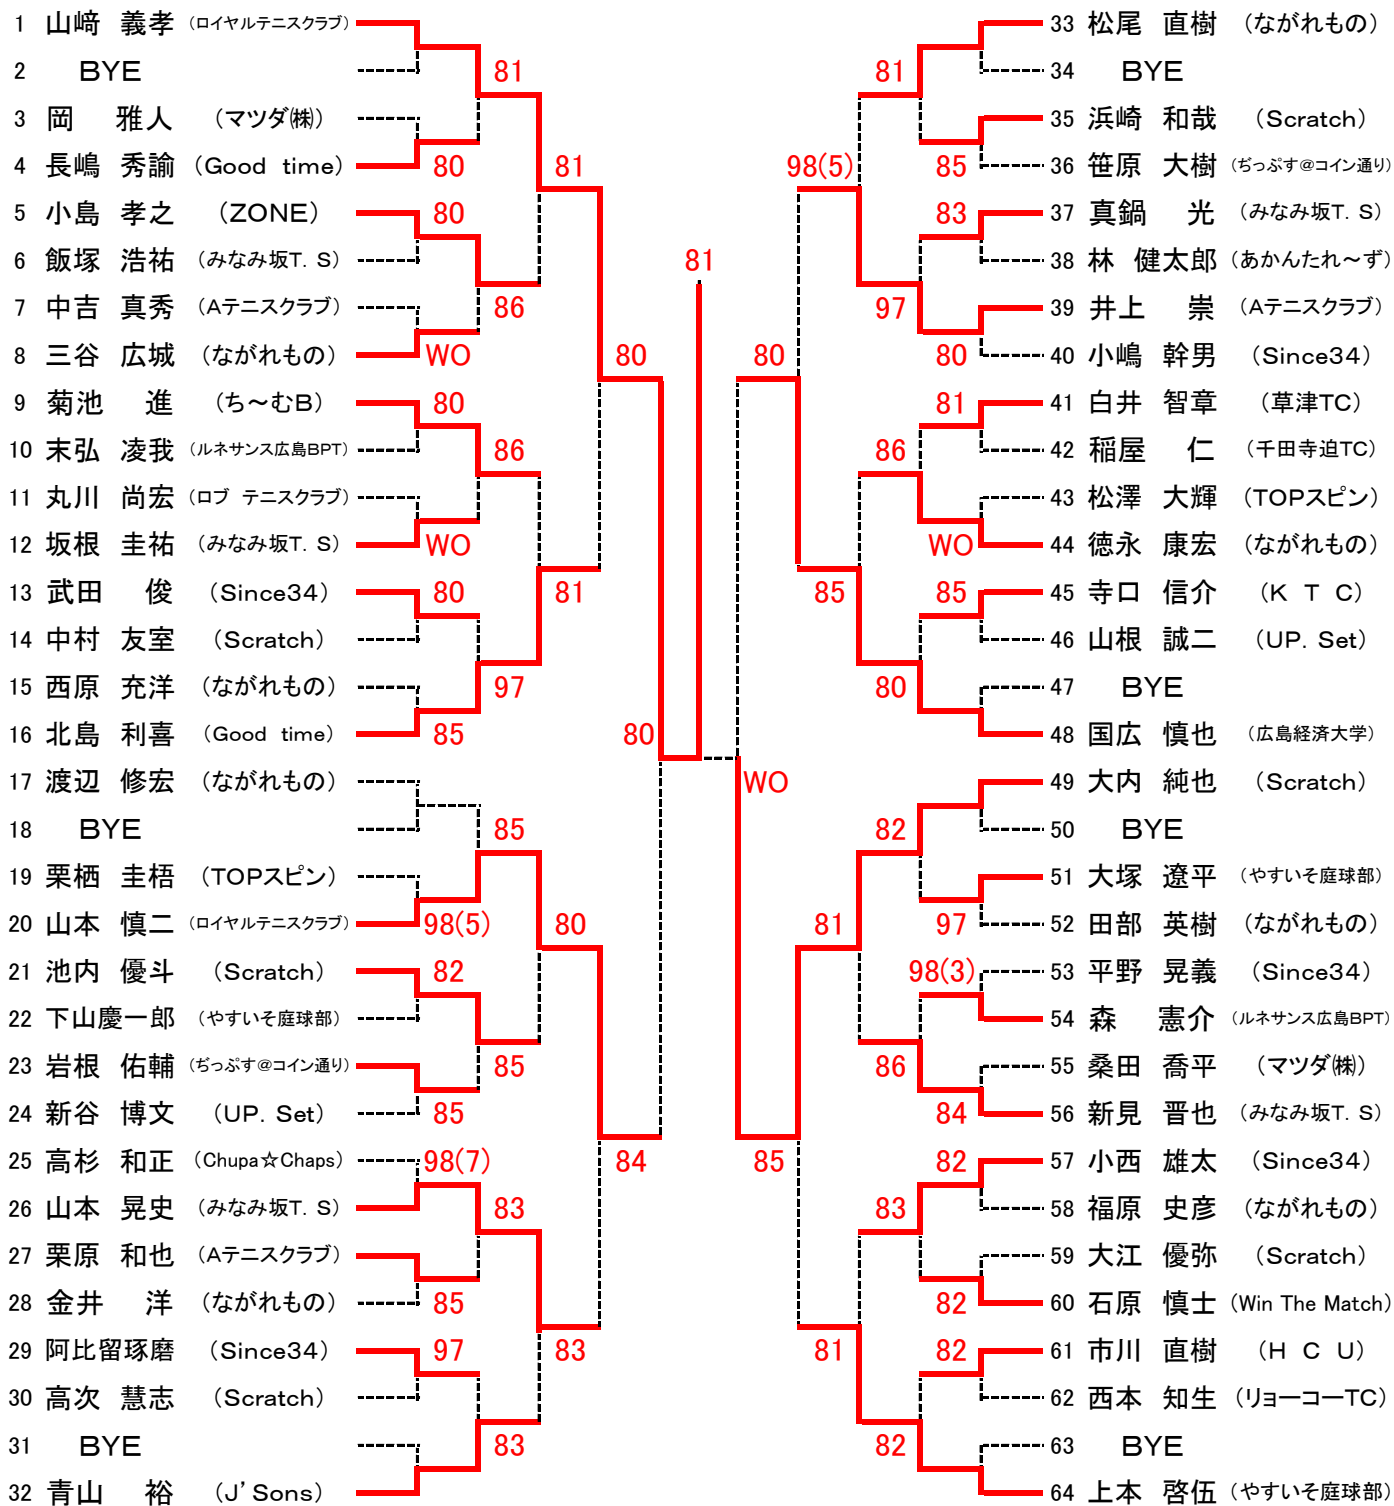 1 山﨑 義孝 (ロイヤルテニスクラブ)
2 BYE
81
3 岡 雅人 (マツダ㈱)
4 長嶋 秀諭 (Good time)
80
81
5 小島 孝之 (ZONE)
80
6 飯塚 浩祐 (みなみ坂T.S)
7 中吉 真秀 (Aテニスクラブ)
86
8 三谷 広城 (ながれもの)
WO
80
9 菊池 進 (ち～むB)
80
10 末弘 凌我 (ルネサンス広島BPT)
86
11 丸川 尚宏 (ロブ テニスクラブ)
12 坂根 圭祐 (みなみ坂T.S)
WO
13 武田 俊 (Since34)
80
81
14 中村 友室 (Scratch)
15 西原 充洋 (ながれもの)
97
16 北島 利喜 (Good time)
85
80
17 渡辺 修宏 (ながれもの)
18 BYE
85
19 栗栖 圭梧 (TOPスピン)
20 山本 慎二 (ロイヤルテニスクラブ)
98(5)
80
21 池内 優斗 (Scratch)
82
22 下山慶一郎 (やすいそ庭球部)
23 岩根 佑輔 (ぢっぷす@コイン通り)
85
24 新谷 博文 (UP. Set)
85
25 高杉 和正 (Chupa☆Chaps)
98(7)
84
26 山本 晃史 (みなみ坂T.S)
83
27 栗原 和也 (Aテニスクラブ)
28 金井 洋 (ながれもの)
85
29 阿比留琢磨 (Since34)
97
83
30 高次 慧志 (Scratch)
31 BYE
83
32 青山 裕 (J'Sons)
81
33 松尾 直樹 (ながれもの)
81
34 BYE
35 浜崎 和哉 (Scratch)
98(5)
85
36 笹原 大樹 (ぢっぷす@コイン通り)
83
37 真鍋 光 (みなみ坂T.S)
38 林 健太郎 (あかんたれ～ず)
97
39 井上 崇 (Aテニスクラブ)
80
80
40 小嶋 幹男 (Since34)
81
41 白井 智章 (草津TC)
86
42 稲屋 仁 (千田寺迫TC)
43 松澤 大輝 (TOPスピン)
WO
44 徳永 康宏 (ながれもの)
85
85
45 寺口 信介 (K T C)
46 山根 誠二 (UP. Set)
80
47 BYE
48 国広 慎也 (広島経済大学)
WO
49 大内 純也 (Scratch)
82
50 BYE
51 大塚 遼平 (やすいそ庭球部)
81
97
52 田部 英樹 (ながれもの)
98(3)
53 平野 晃義 (Since34)
54 森 憲介 (ルネサンス広島BPT)
86
55 桑田 喬平 (マツダ㈱)
84
56 新見 晋也 (みなみ坂T.S)
85
82
57 小西 雄太 (Since34)
83
58 福原 史彦 (ながれもの)
59 大江 優弥 (Scratch)
82
60 石原 慎士 (Win The Match)
81
82
61 市川 直樹 (H C U)
62 西本 知生 (リョーコーTC)
82
63 BYE
64 上本 啓伍 (やすいそ庭球部)